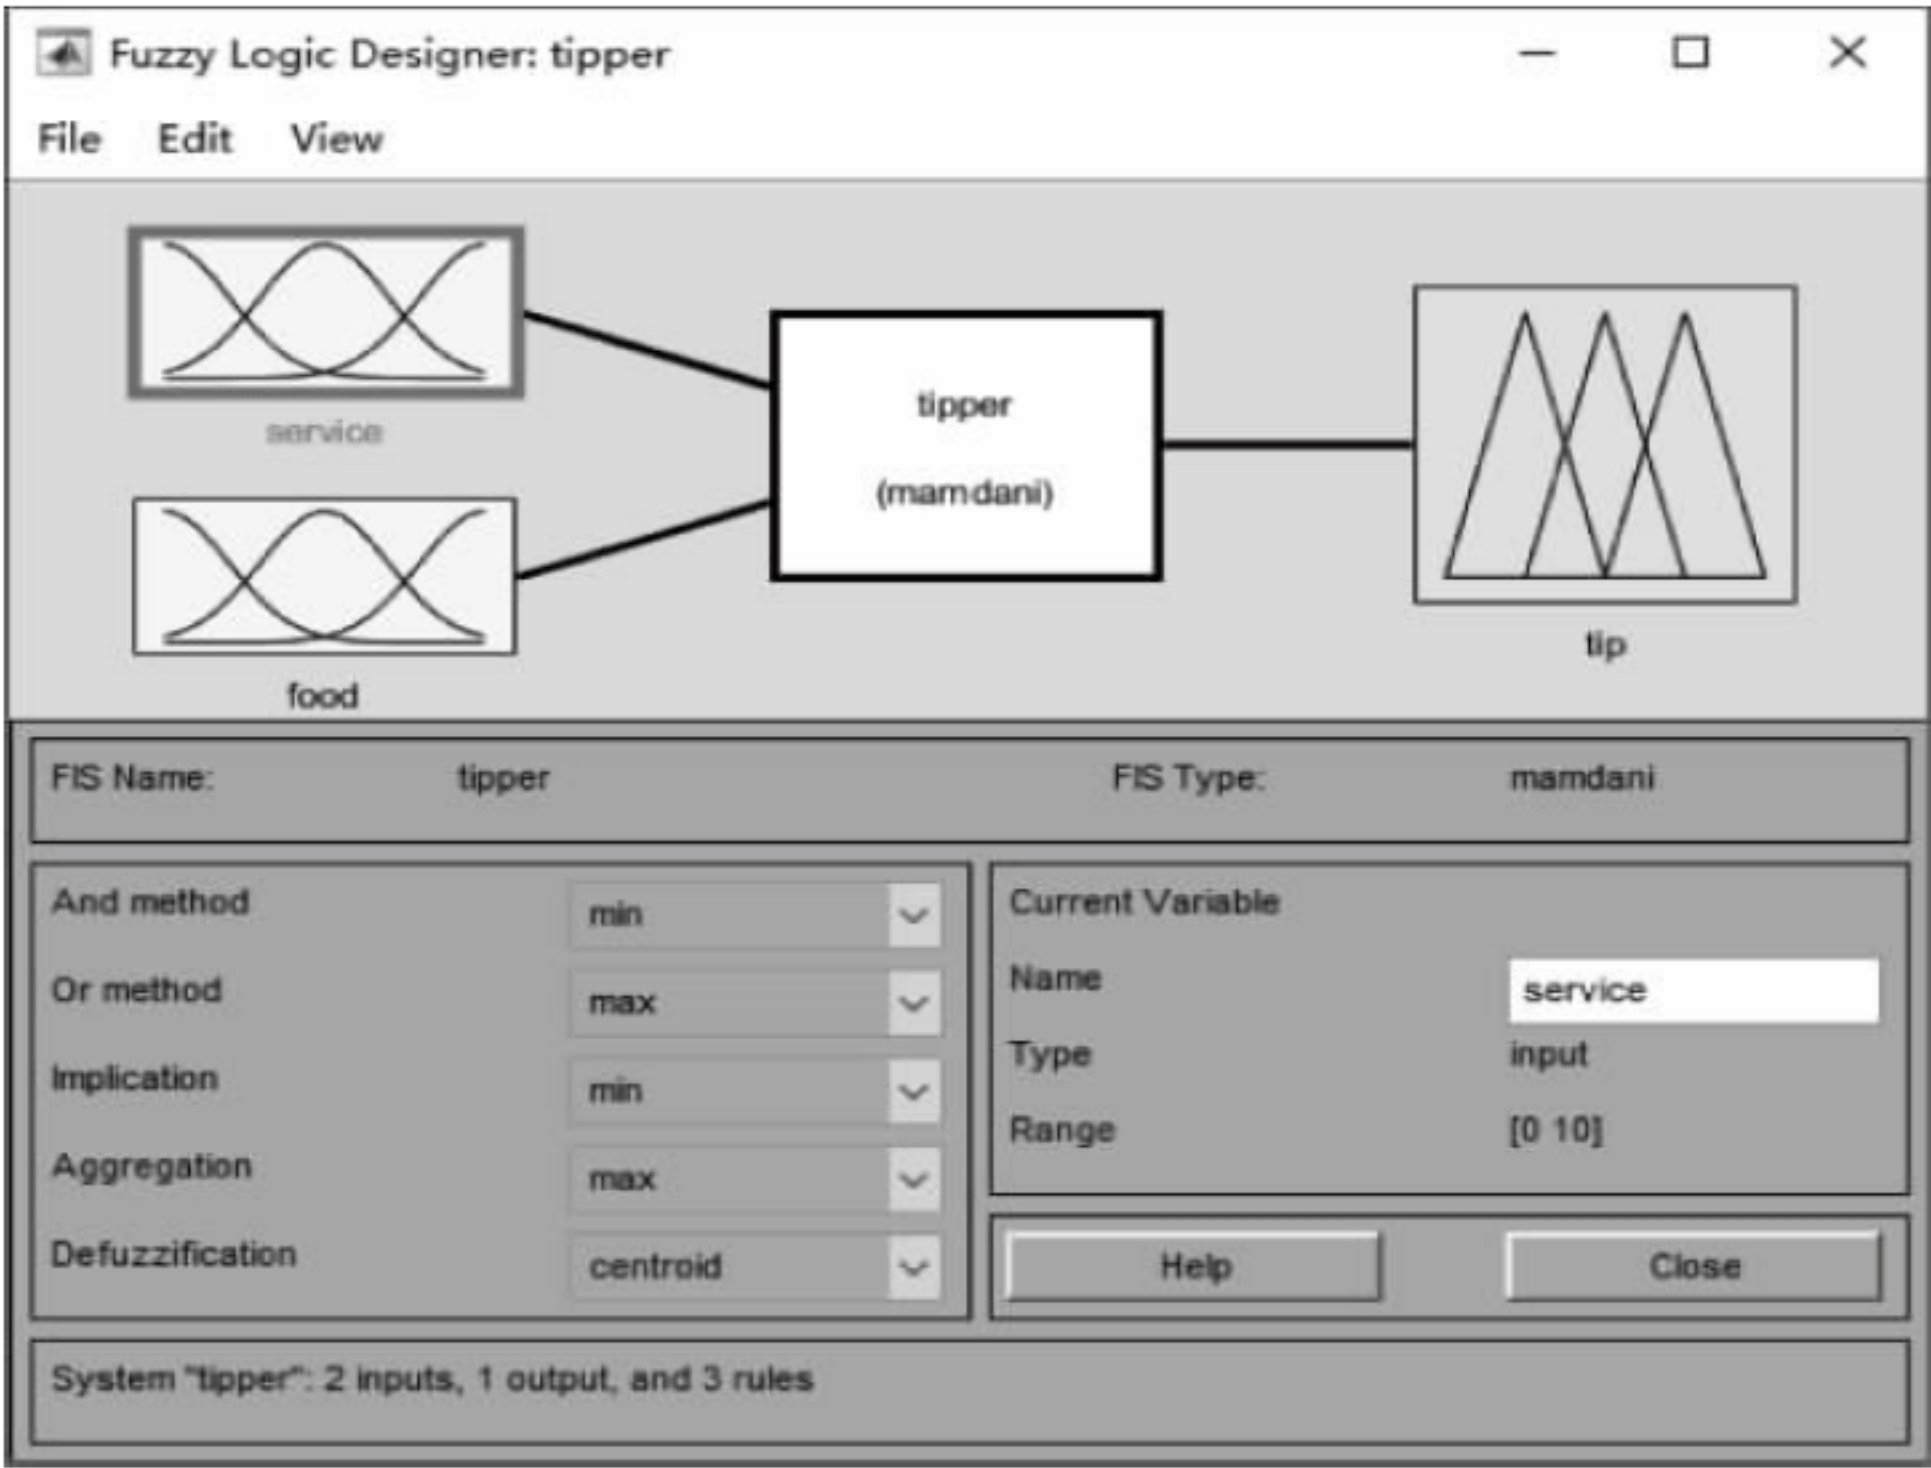 Fuzzy Logic Designer: tipper
File Edit View
service
food
tipper
(mamdani)
tip
FIS Name: tipper FIS Type: mamdani
And method min
Or method max
Implication min
Aggregation max
Defuzzification centroid
Current Variable
Name service
Type input
Range [0 10]
Help Close
System "tipper": 2 inputs, 1 output, and 3 rules